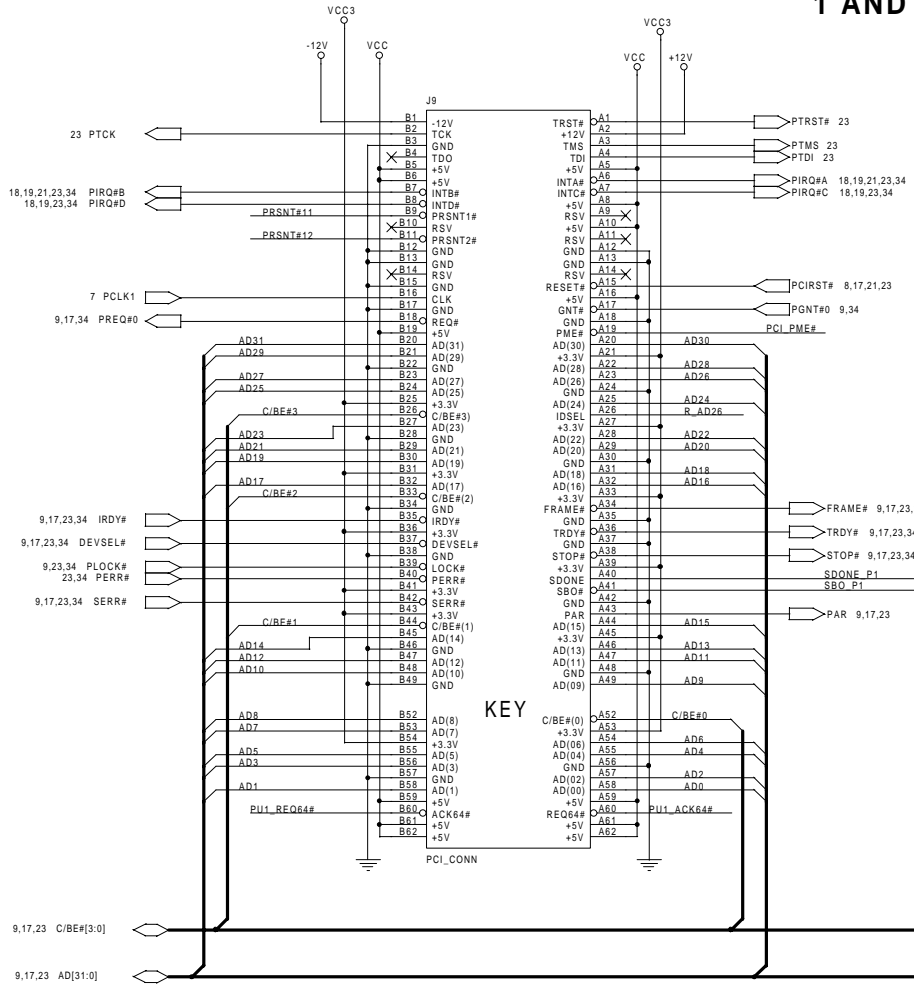 1 AND
VCC3
VCC3
-12V
VCC
VCC
+12V
J9
B1 -12V TRST# A1 PTRST# 23
23 PTCK B2 TCK +12V A2
B3 GND TMS A3 PTMS 23
B4 TDO TDI A4 PTDI 23
B5 +5V +5V A5
B6 +5V INTA# A6 PIRQ#A 18,19,21,23,34
18,19,21,23,34 PIRQ#B B7 INTB# INTC# A7 PIRQ#C 18,19,23,34
18,19,23,34 PIRQ#D B8 INTD# +5V A8
PRSNT#11 B9 PRSNT1# RSV A9
B10 RSV +5V A10
PRSNT#12 B11 PRSNT2# RSV A11
B12 GND GND A12
B13 GND GND A13
B14 RSV RSV A14
B15 GND RESET# A15 PCIRST# 8,17,21,23
7 PCLK1 B16 CLK +5V A16
B17 GND GNT# A17 PGNT#0 9,34
9,17,34 PREQ#0 B18 REQ# GND A18
B19 +5V PME# A19 PCI_PME#
AD31 B20 AD(31) AD(30) A20 AD30
AD29 B21 AD(29) +3.3V A21
B22 GND AD(28) A22 AD28
AD27 B23 AD(27) AD(26) A23 AD26
AD25 B24 AD(25) GND A24
B25 +3.3V AD(24) A25 AD24
C/BE#3 B26 C/BE#3) IDSEL A26 R_AD26
B27 AD(23) +3.3V A27
AD23 B28 GND AD(22) A28 AD22
AD21 B29 AD(21) AD(20) A29 AD20
AD19 B30 AD(19) GND A30
B31 +3.3V AD(18) A31 AD18
AD17 B32 AD(17) AD(16) A32 AD16
C/BE#2 B33 C/BE#(2) +3.3V A33
B34 GND FRAME# A34 FRAME# 9,17,23,
9,17,23,34 IRDY# B35 IRDY# GND A35
B36 +3.3V TRDY# A36 TRDY# 9,17,23,34
9,17,23,34 DEVSEL# B37 DEVSEL# GND A37
B38 GND STOP# A38 STOP# 9,17,23,34
9,23,34 PLOCK# B39 LOCK# +3.3V A39
23,34 PERR# B40 PERR# SDONE A40 SDONE_P1
B41 +3.3V SBO# A41 SBO_P1
9,17,23,34 SERR# B42 SERR# GND A42
B43 +3.3V PAR A43 PAR 9,17,23
C/BE#1 B44 C/BE#(1) AD(15) A44 AD15
B45 AD(14) +3.3V A45
AD14 B46 GND AD(13) A46 AD13
AD12 B47 AD(12) AD(11) A47 AD11
AD10 B48 AD(10) GND A48
B49 GND AD(09) A49 AD9
KEY
AD8 B52 AD(8) C/BE#(0) A52 C/BE#0
AD7 B53 AD(7) +3.3V A53
B54 +3.3V AD(06) A54 AD6
AD5 B55 AD(5) AD(04) A55 AD4
AD3 B56 AD(3) GND A56
B57 GND AD(02) A57 AD2
AD1 B58 AD(1) AD(00) A58 AD0
B59 +5V +5V A59
PU1_REQ64# B60 ACK64# REQ64# A60 PU1_ACK64#
B61 +5V +5V A61
B62 +5V +5V A62
PCI_CONN
9,17,23 C/BE#[3:0]
9,17,23 AD[31:0]